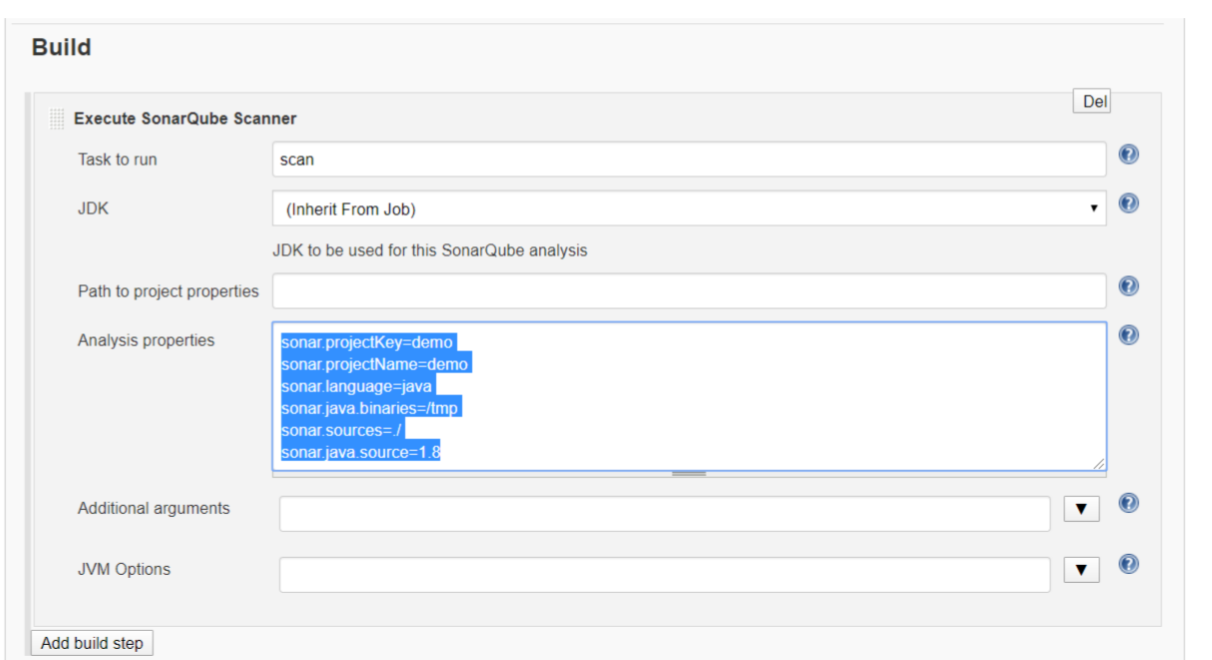 Build
Del
Execute SonarQube Scanner
Task to run scan
JDK (Inherit From Job)
JDK to be used for this SonarQube analysis
Path to project properties
Analysis properties
sonar.projectKey=demo
sonar.projectName=demo
sonar.language=java
sonar.java.binaries=/tmp
sonar.sources=./
sonar.java.source=1.8
Additional arguments
JVM Options
Add build step